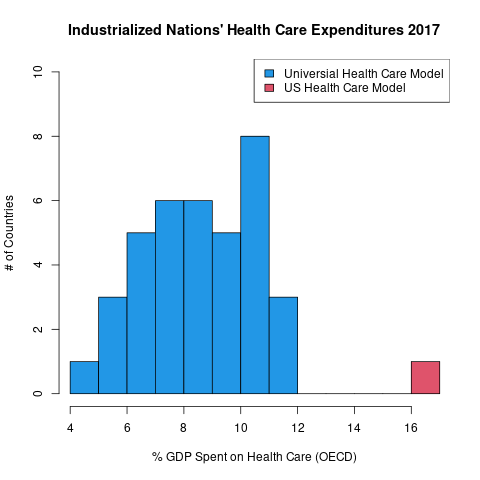 Industrialized Nations' Health Care Expenditures 2017
Universial Health Care Model
US Health Care Model
# of Countries
10
8
6
4
2
0
4 6 8 10 12 14 16
% GDP Spent on Health Care (OECD)